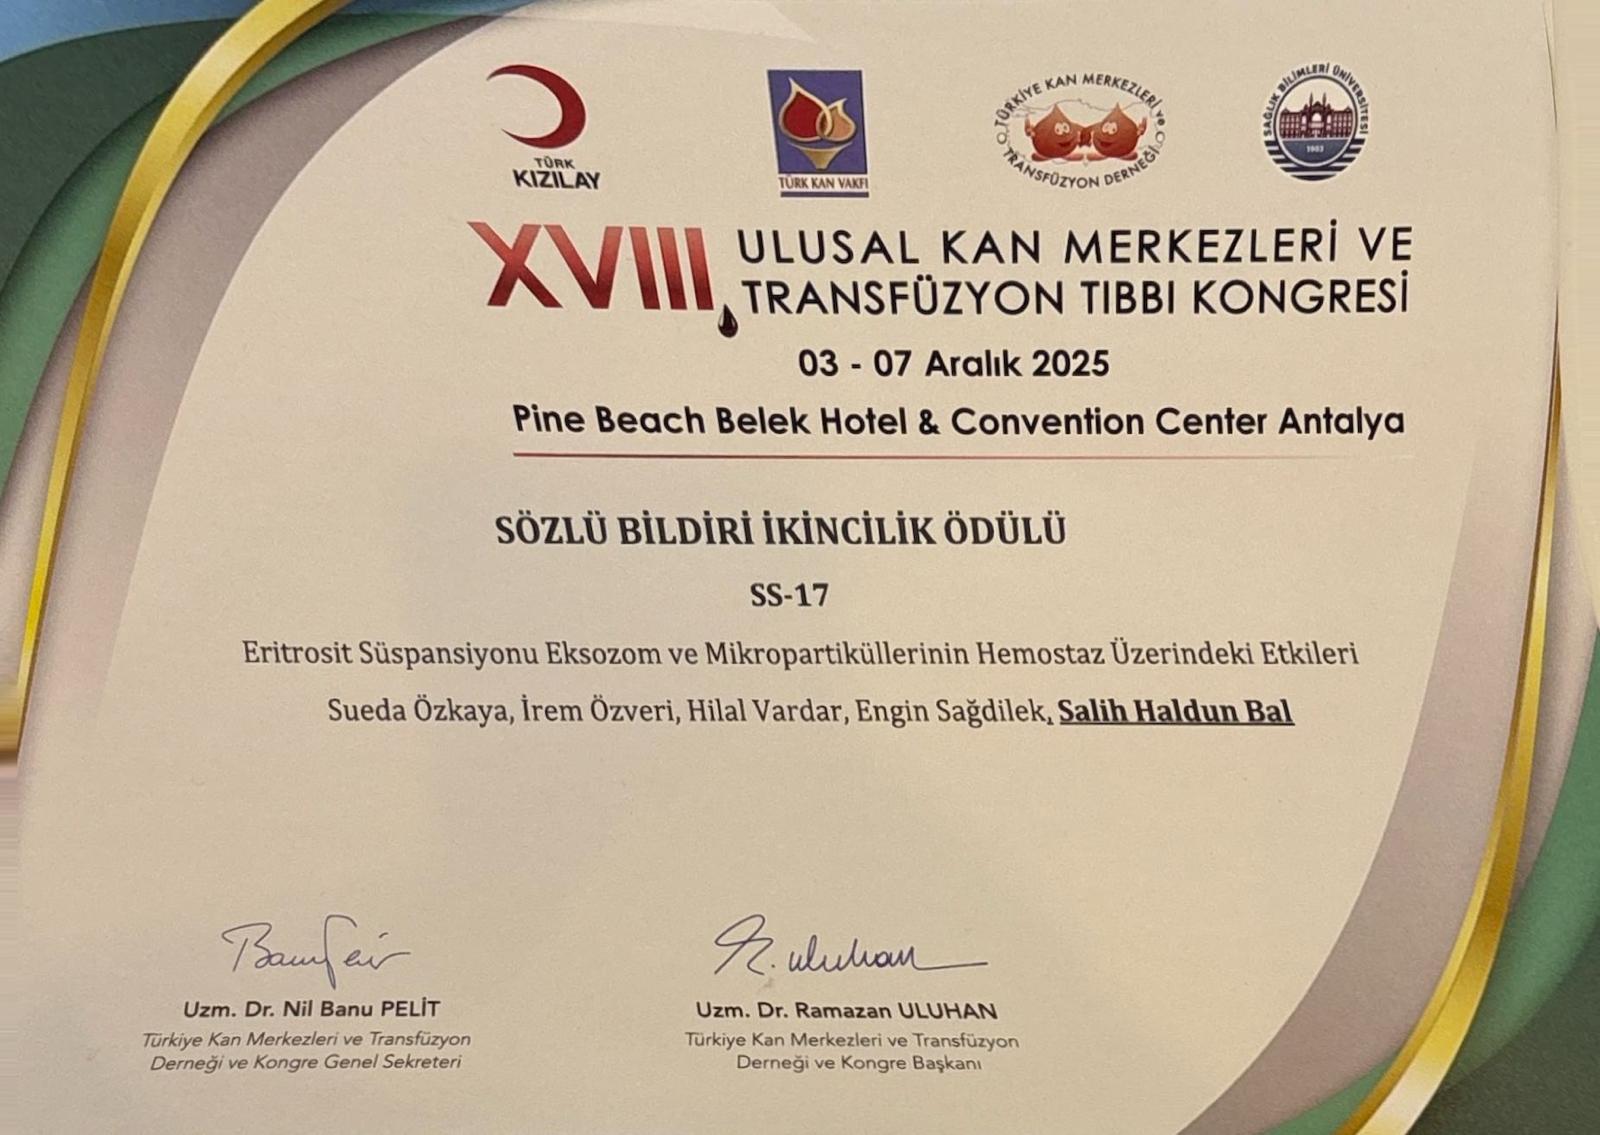 TÜRK
KIZILAY
TÜRK KAN VAKFI
TÜRKİYE KAN MERKEZLERİ ve
TRANSFÜZYON DERNEĞİ
SAĞLIK BİLİMLERİ ÜNİVERSİTESİ
1903
XVIII. ULUSAL KAN MERKEZLERİ VE
TRANSFÜZYON TIBBI KONGRESİ
03 - 07 Aralık 2025
Pine Beach Belek Hotel & Convention Center Antalya
SÖZLÜ BİLDİRİ İKİNCİLİK ÖDÜLÜ
SS-17
Eritrosit Süspansiyonu Eksozom ve Mikropartiküllerinin Hemostaz Üzerindeki Etkileri
Sueda Özkaya, İrem Özveri, Hilal Vardar, Engin Sağdilek, Salih Haldun Bal
R. Uluhan
Uzm. Dr. Nil Banu PELİT
Türkiye Kan Merkezleri ve Transfüzyon
Derneği ve Kongre Genel Sekreteri
Uzm. Dr. Ramazan ULUHAN
Türkiye Kan Merkezleri ve Transfüzyon
Derneği ve Kongre Başkanı